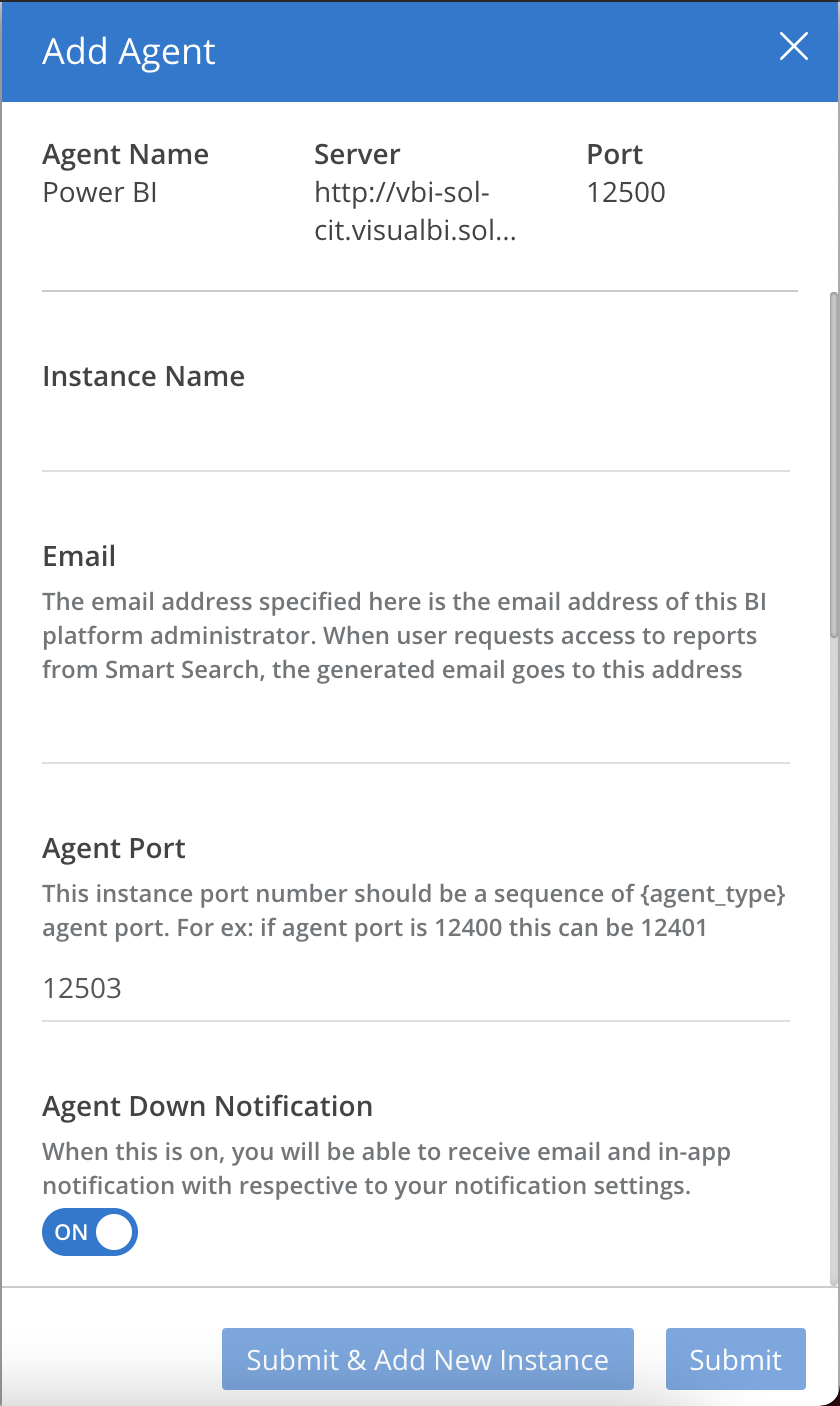 Add Agent
Agent Name
Power BI
Server
http://vbi-sol-
cit.visualbi.sol...
Port
12500
Instance Name
Email
The email address specified here is the email address of this BI
platform administrator. When user requests access to reports
from Smart Search, the generated email goes to this address
Agent Port
This instance port number should be a sequence of {agent_type}
agent port. For ex: if agent port is 12400 this can be 12401
12503
Agent Down Notification
When this is on, you will be able to receive email and in-app
notification with respective to your notification settings.
ON
Submit & Add New Instance
Submit